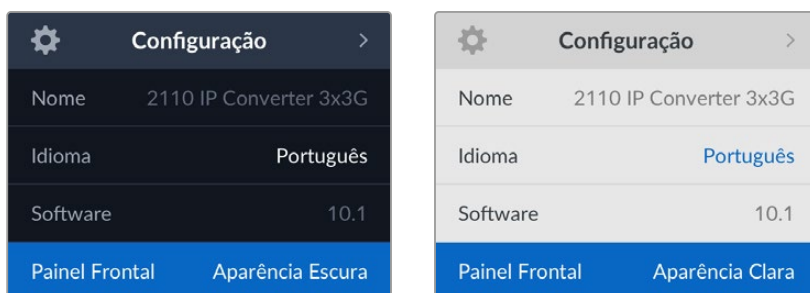 Configuração
Nome 2110 IP Converter 3x3G
Idioma Português
Software 10.1
Painel Frontal Aparência Escura
Configuração
Nome 2110 IP Converter 3x3G
Idioma Português
Software 10.1
Painel Frontal Aparência Clara